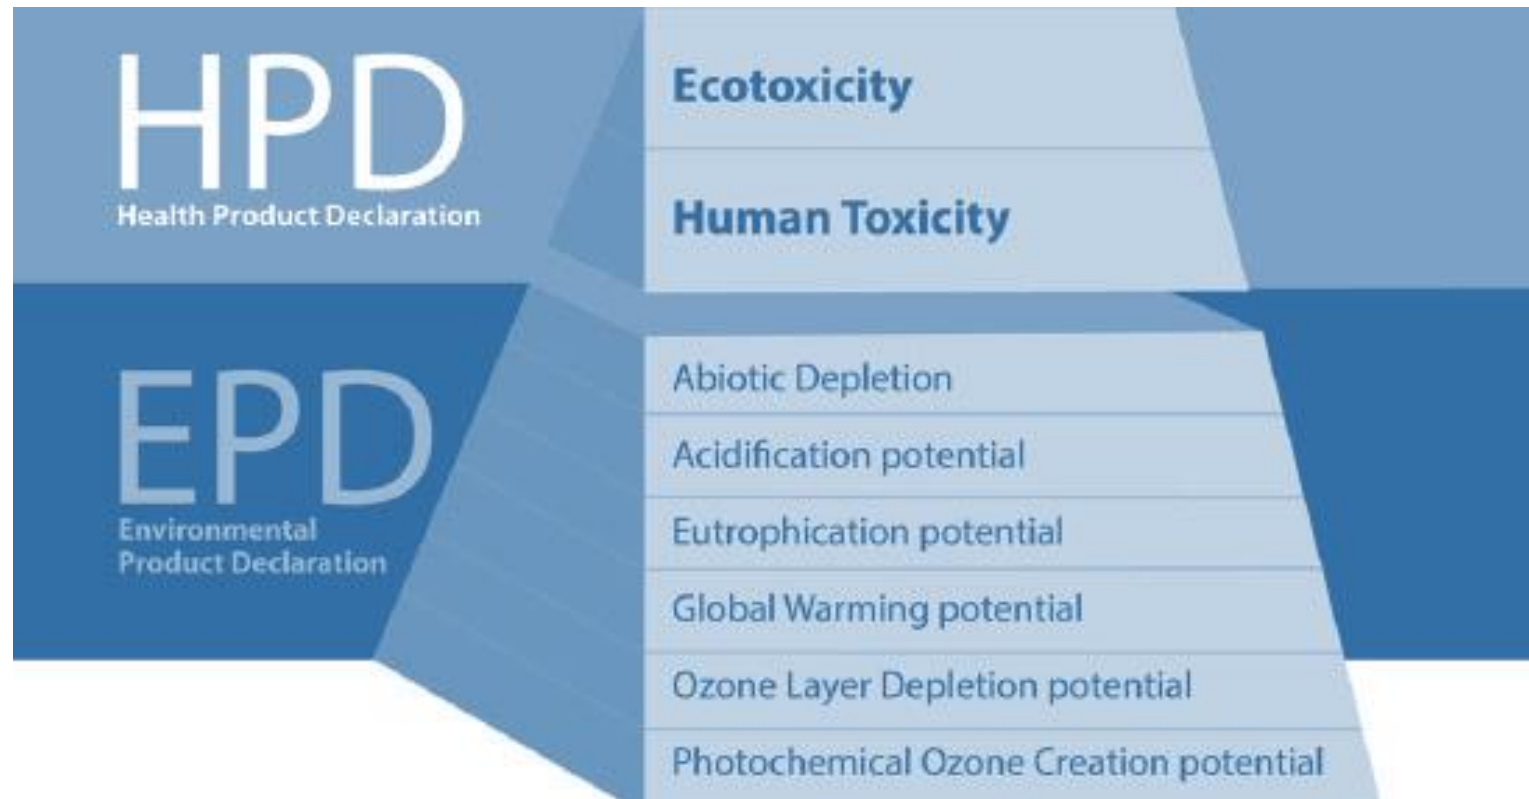 HPD
Health Product Declaration
Ecotoxicity
Human Toxicity
EPD
Environmental
Product Declaration
Abiotic Depletion
Acidification potential
Eutrophication potential
Global Warming potential
Ozone Layer Depletion potential
Photochemical Ozone Creation potential